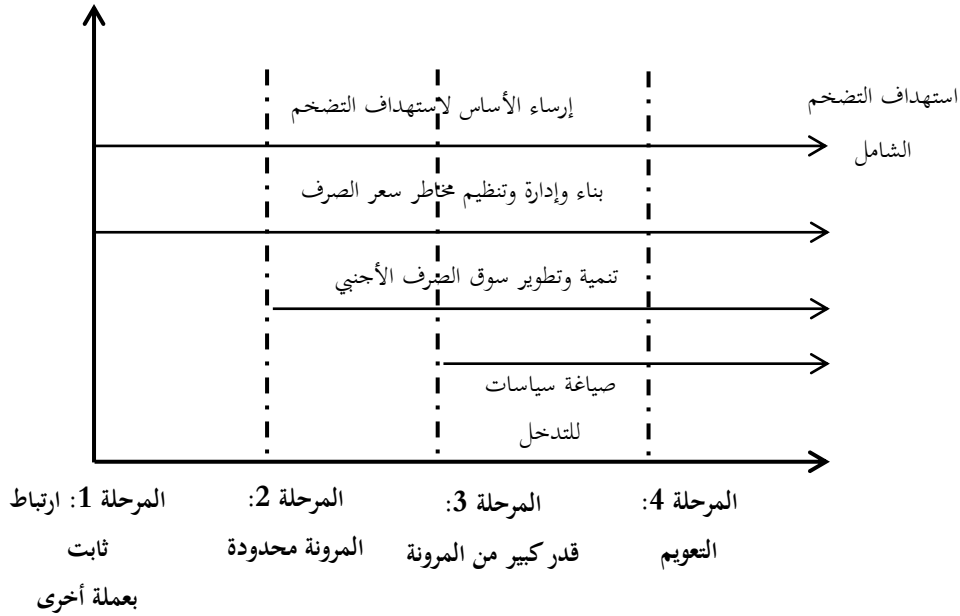 إرساء الأساس لاستهداف التضخم
استهداف التضخم
الشامل
بناء وإدارة وتنظيم مخاطر سعر الصرف
تنمية وتطوير سوق الصرف الأجنبي
صياغة سياسات
للتدخل
المرحلة 1: ارتباط
ثابت
بعملة أخرى
المرحلة 2:
المرونة محدودة
المرحلة 3:
قدر كبير من المرونة
المرحلة 4:
التعويم